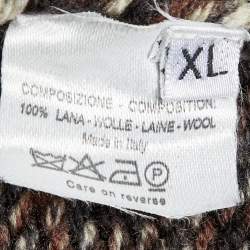 XL
COMPOSIZIONE - COMPOSITION
100% LANA-WOLLE-LAINE-WOOL
Made in Italy
P
Care on reverse